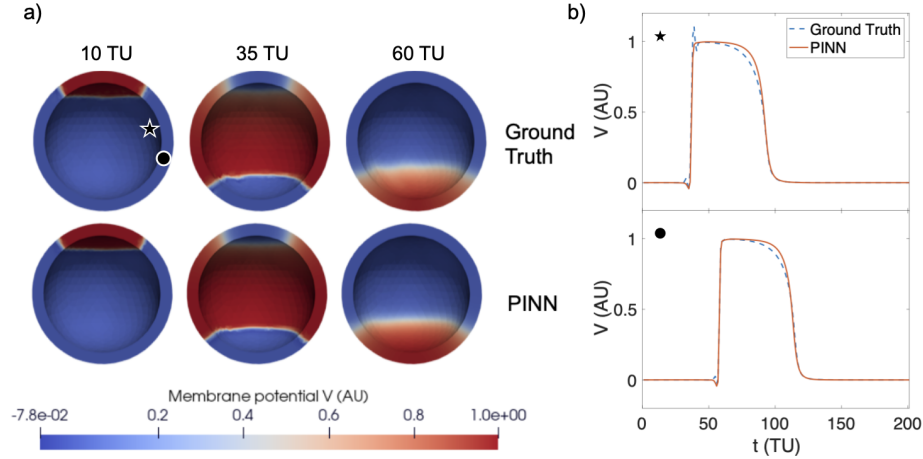 a)
10 TU 35 TU 60 TU
Ground
Truth
PINN
Membrane potential V (AU)
-7.8e-02 0.2 0.4 0.6 0.8 1.0e+00
b)
Ground Truth
PINN
1
0.5
0
V (AU)
1
0.5
0
V (AU)
0 50 100 150 200
t (TU)